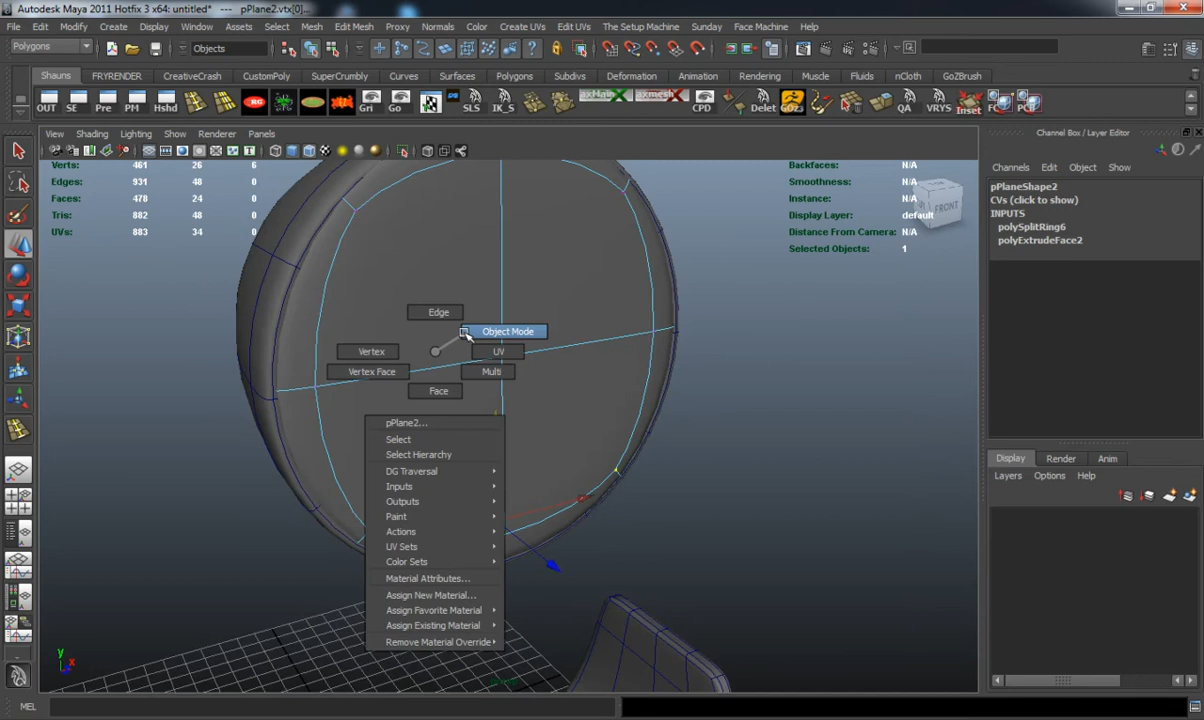 Autodesk Maya 2011 Hotfix 3 x64: untitled* --- pPlane2.vtx[0]...
File Edit Modify Create Display Window Assets Select Mesh Edit Mesh Proxy Normals Color Create UVs Edit UVs The Setup Machine Sunday Face Machine Help
Polygons Objects
Shauns FRYRENDER CreativeCrash CustomPoly SuperCrumbly Curves Surfaces Polygons Subdivs Deformation Animation Rendering Muscle Fluids nCloth GoZBrush
OUT SE Pre PM Hshd RG Gri Go SLS IK_S axMain axmesh CPD Delet GOz3 QA VRYS Inset FC PCil
View Shading Lighting Show Renderer Panels
Channel Box / Layer Editor
Channels Edit Object Show
Verts: 461 26 6
Edges: 931 48 0
Faces: 478 24 0
Tris: 882 48 0
UVs: 883 34 0
Backfaces: N/A
Smoothness: N/A
Instance: N/A
Display Layer: default
Distance From Camera: N/A
Selected Objects: 1
FRONT
pPlaneShape2
CVs (click to show)
INPUTS
polySplitRing6
polyExtrudeFace2
Edge
Object Mode
Vertex
UV
Vertex Face
Multi
Face
pPlane2...
Select
Select Hierarchy
DG Traversal
Inputs
Outputs
Paint
Actions
UV Sets
Color Sets
Material Attributes...
Assign New Material...
Assign Favorite Material
Assign Existing Material
Remove Material Override
Display Render Anim
Layers Options Help
y
x
MEL